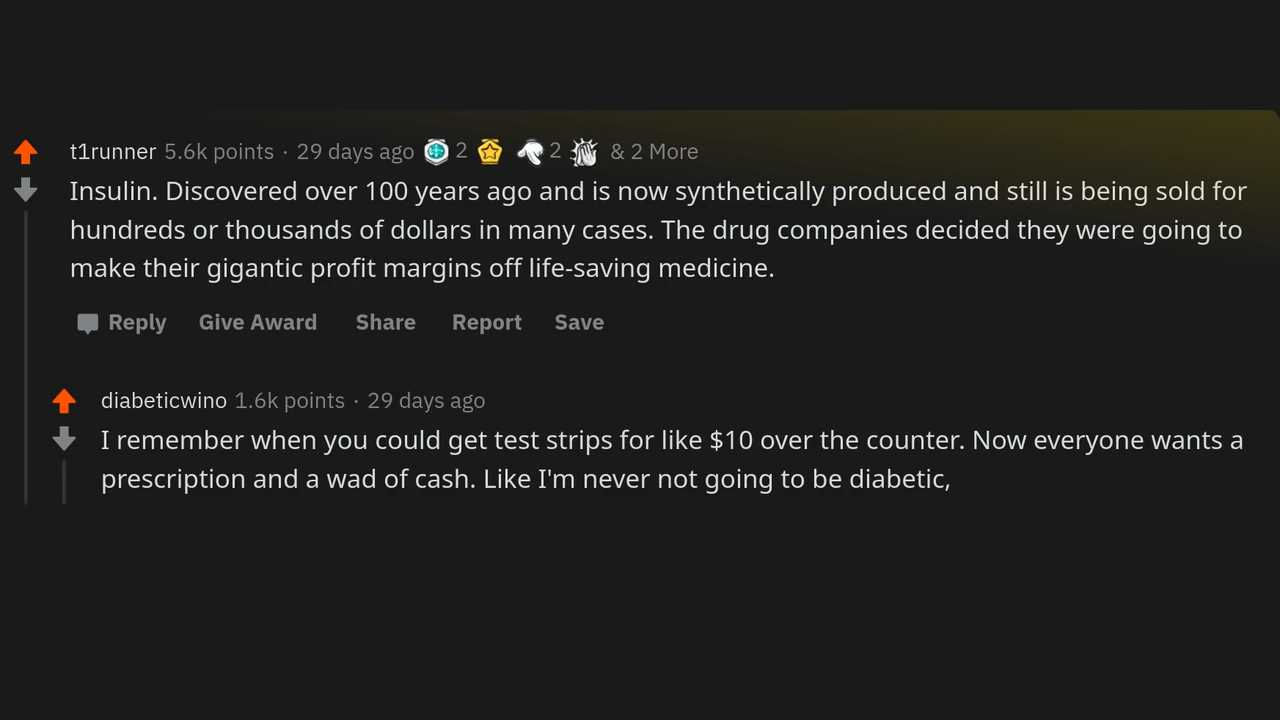 t1runner 5.6k points · 29 days ago 2 2 & 2 More
Insulin. Discovered over 100 years ago and is now synthetically produced and still is being sold for
hundreds or thousands of dollars in many cases. The drug companies decided they were going to
make their gigantic profit margins off life-saving medicine.
Reply Give Award Share Report Save
diabeticwino 1.6k points · 29 days ago
I remember when you could get test strips for like $10 over the counter. Now everyone wants a
prescription and a wad of cash. Like I'm never not going to be diabetic,